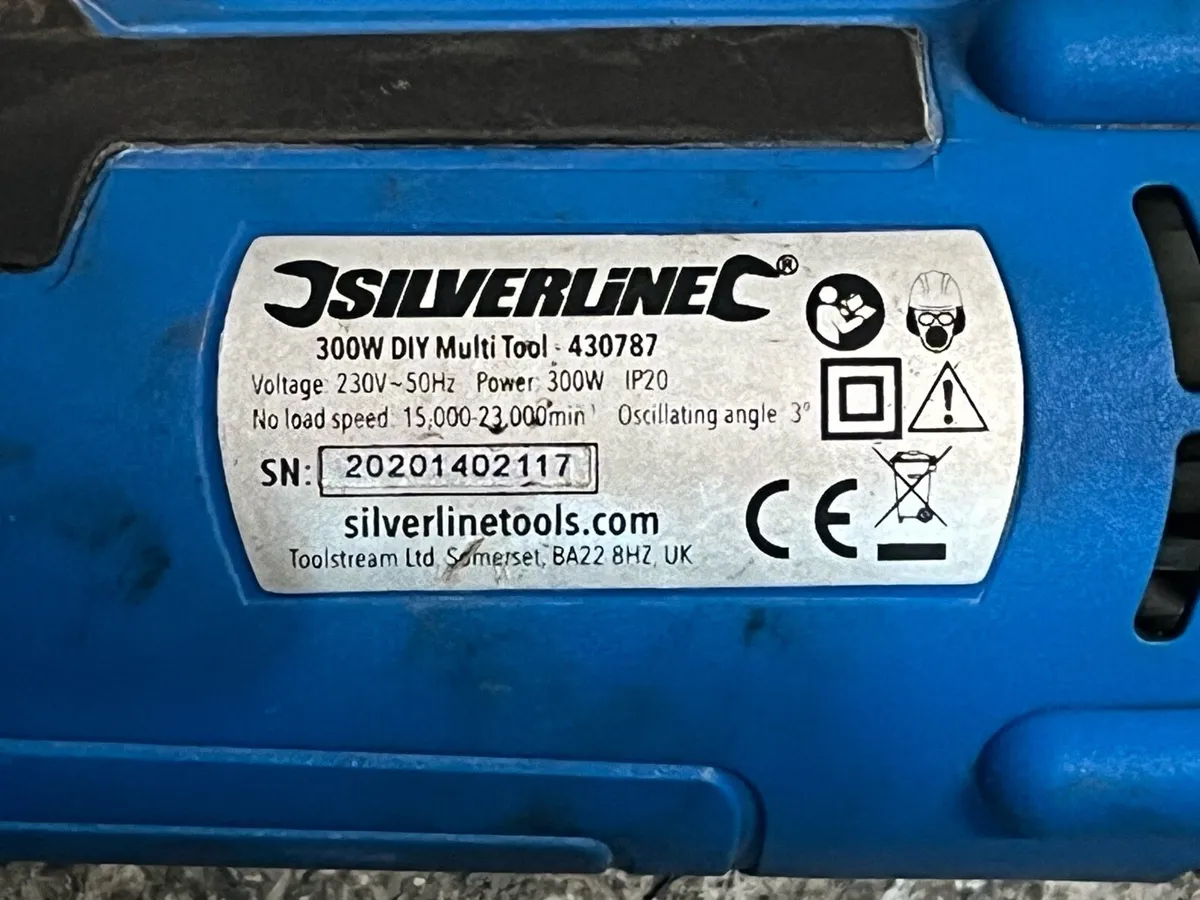 SILVERLiNE®
300W DIY Multi Tool - 430787
Voltage: 230V~50Hz Power: 300W IP20
No load speed: 15,000-23,000min⁻¹ Oscillating angle 3°
SN: 20201402117
silverlinetools.com
Toolstream Ltd. Somerset, BA22 8HZ, UK
CE